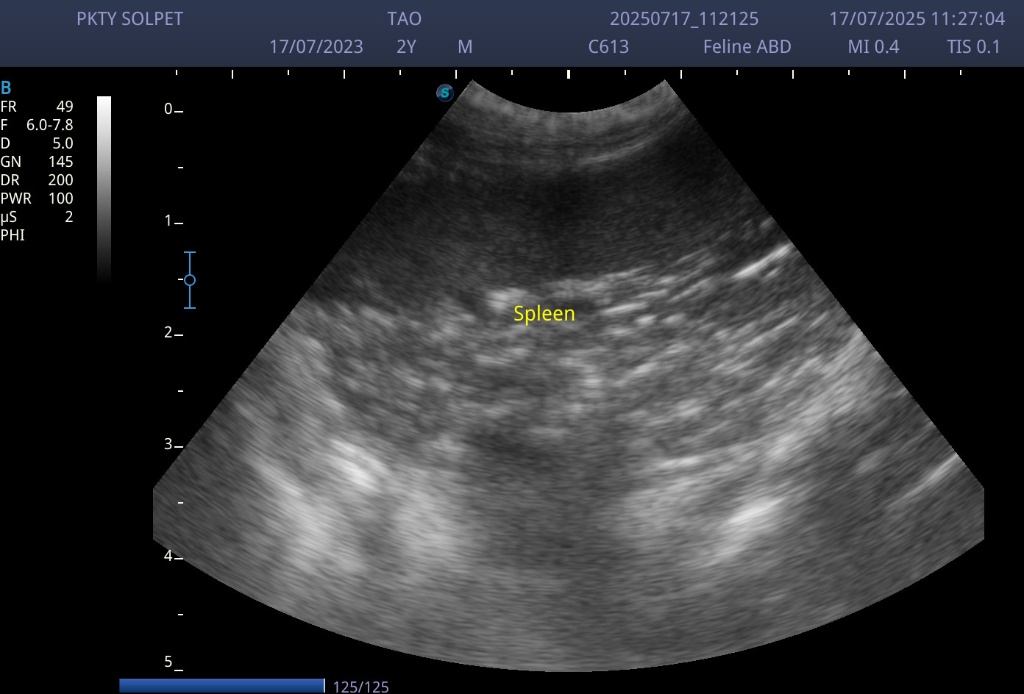 PKTY SOLPET TAO 20250717_112125 17/07/2025 11:27:04
17/07/2023 2Y M C613 Feline ABD MI 0.4 TIS 0.1
B
FR 49
F 6.0-7.8
D 5.0
GN 145
DR 200
PWR 100
µS 2
PHI
S
0
1
2
3
4
5
Spleen
125/125